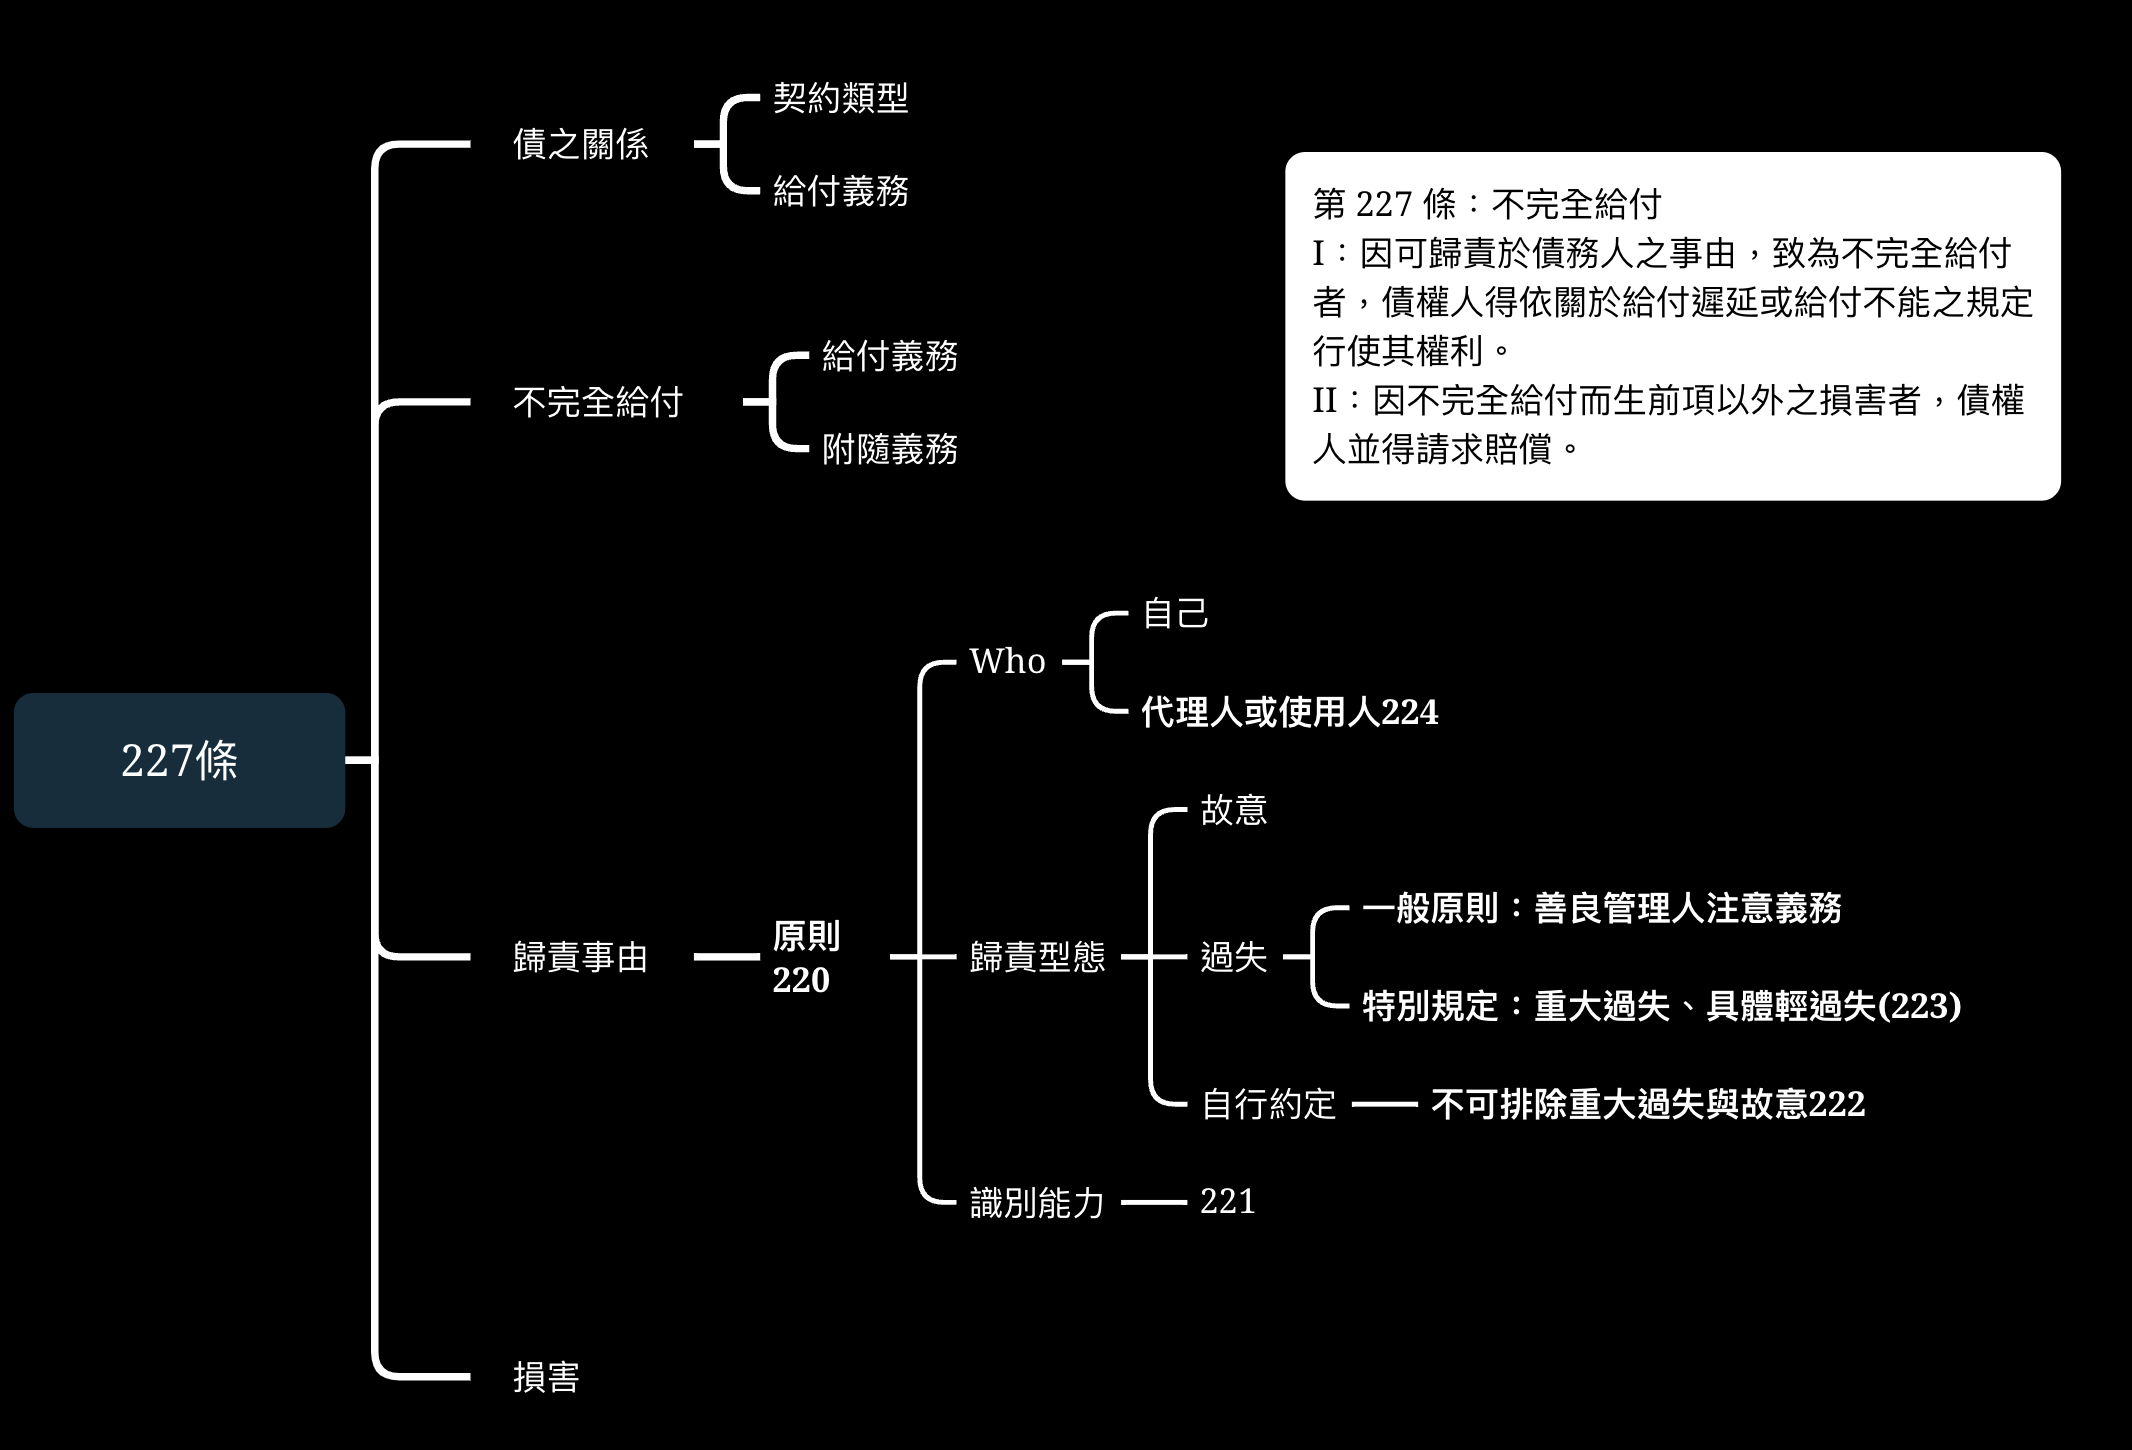 契約類型
債之關係
給付義務
第 227 條：不完全給付
I：因可歸責於債務人之事由，致為不完全給付
者，債權人得依關於給付遲延或給付不能之規定
行使其權利。
II：因不完全給付而生前項以外之損害者，債權
人並得請求賠償。
給付義務
不完全給付
附隨義務
自己
Who
代理人或使用人224
227條
故意
一般原則：善良管理人注意義務
歸責事由
原則
220
歸責型態
過失
特別規定：重大過失、具體輕過失(223)
自行約定
不可排除重大過失與故意222
識別能力
221
損害